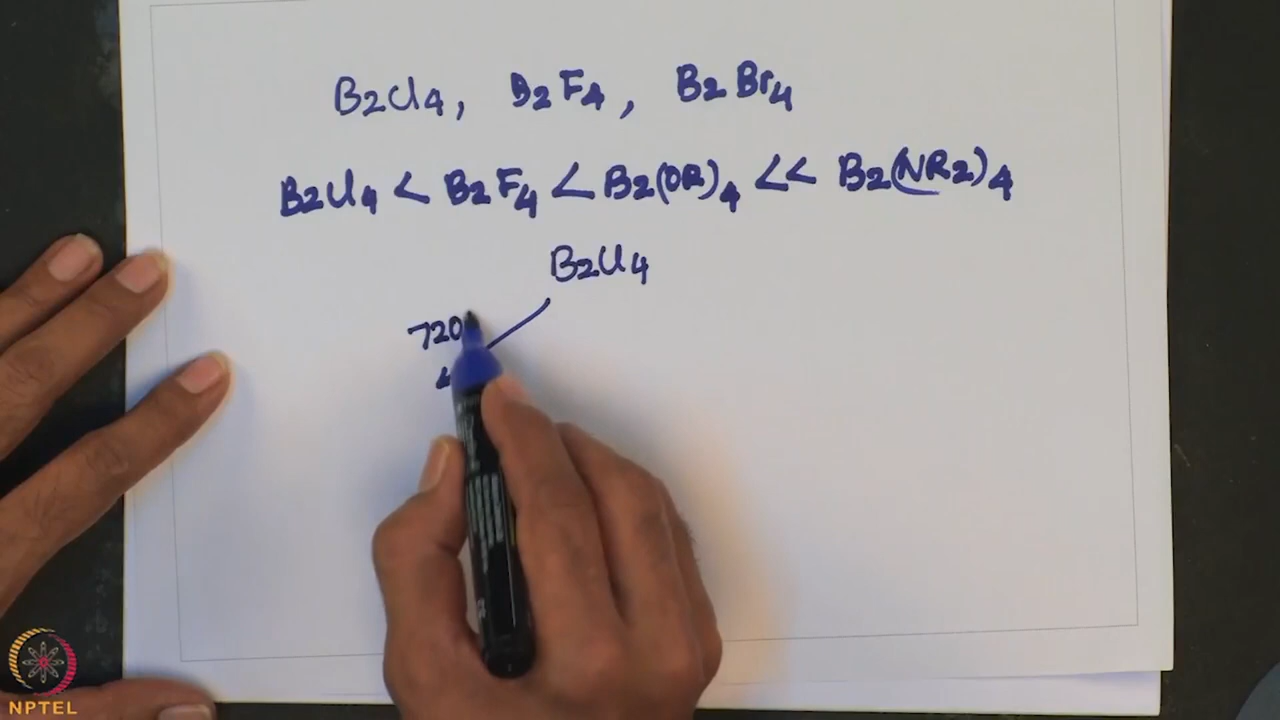 B2Cl4, B2F4, B2Br4
B2Cl4 < B2F4 < B2(OR)4 << B2(NR2)4
B2Cl4
720
NPTEL